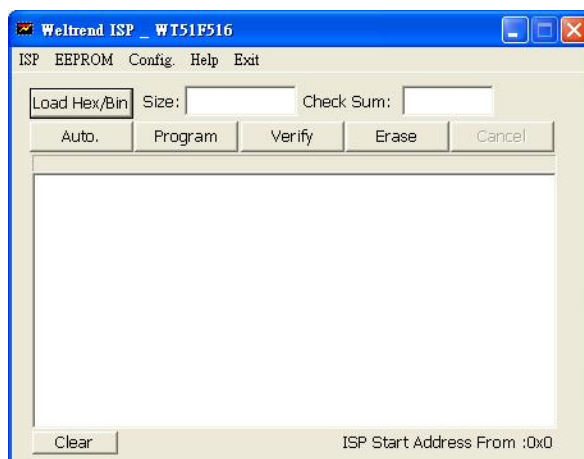 Weltrend ISP _ WT51F516
ISP EEPROM Config. Help Exit
Load Hex/Bin Size: Check Sum:
Auto. Program Verify Erase Cancel
Clear ISP Start Address From :0x0